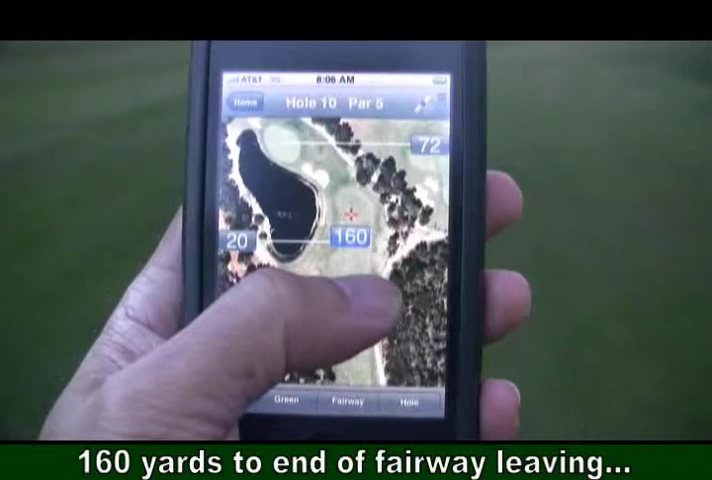 AT&T 3G 8:06 AM
Home Hole 10 Par 5
72
20 160
Green Fairway Hole
160 yards to end of fairway leaving...